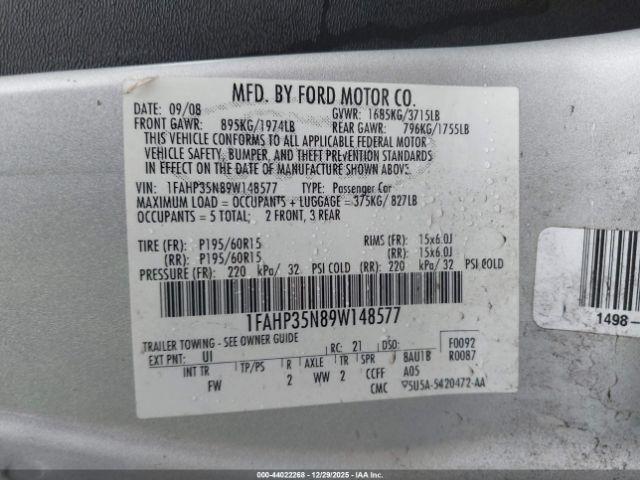 MFD. BY FORD MOTOR CO.
DATE: 09/08 GVWR: 1685KG/3715LB
FRONT GAWR: 895KG/1974LB REAR GAWR: 796KG/1755LB
THIS VEHICLE CONFORMS TO ALL APPLICABLE FEDERAL MOTOR
VEHICLE SAFETY, BUMPER, AND THEFT PREVENTION STANDARDS
IN EFFECT ON THE DATE OF MANUFACTURE SHOWN ABOVE.
VIN: 1FAHP35N89W148577 TYPE: Passenger Car
MAXIMUM LOAD = OCCUPANTS + LUGGAGE = 375KG/ 827LB
OCCUPANTS = 5 TOTAL; 2 FRONT, 3 REAR
TIRE (FR): P195/60R15 RIMS (FR): 15x6.0J
(RR): P195/60R15 (RR): 15x6.0J
PRESSURE (FR): 220 kPa/ 32 PSI COLD (RR): 220 kPa/ 32 PSI COLD
1FAHP35N89W148577
1498-
TRAILER TOWING - SEE OWNER GUIDE
EXT PNT: UI RC: 21 DSO: F0092
INT TR TP/PS R AXLE TR SPR 8AU1B R0087
FW 2 WW 2 CCFF A05
CMC 5U5A-5420472-AA
000-44022268 - 12/29/2025 - IAAI.CA